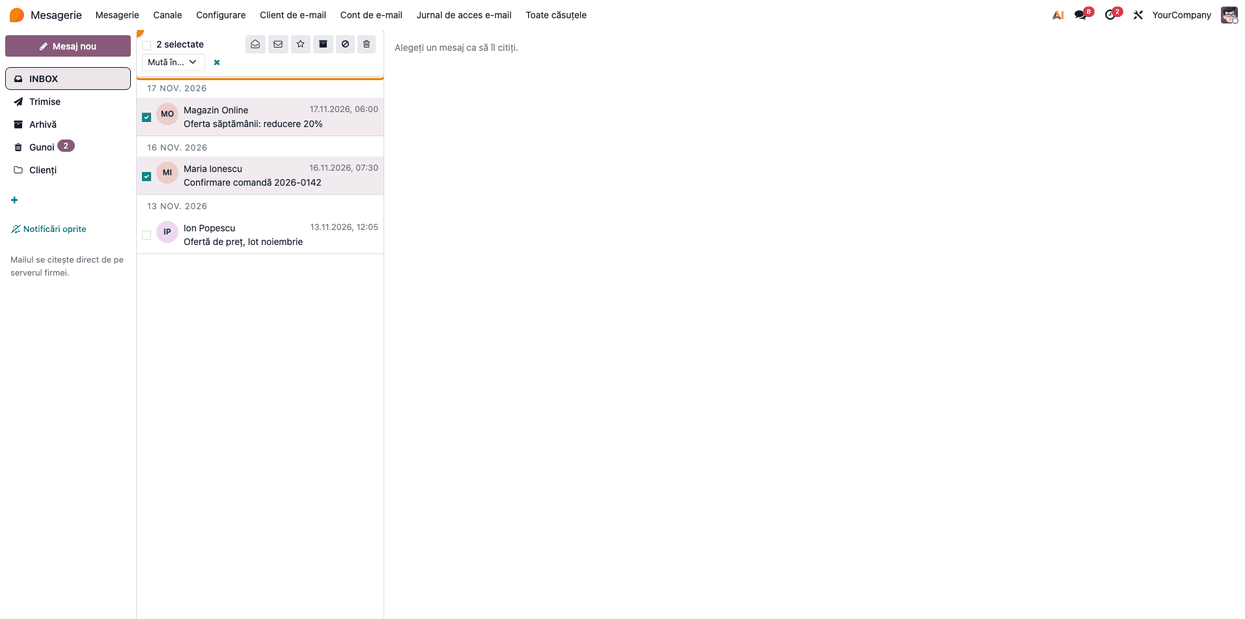 Mesagerie Mesagerie Canale Configurare Client de e-mail Cont de e-mail Jurnal de acces e-mail Toate căsuțele AI 8 2 YourCompany
Mesaj nou
INBOX
Trimise
Arhivă
Gunoi 2
Clienți
+
Notificări oprite
Mailul se citește direct de pe
serverul firmei.
2 selectate
Mută în...
17 NOV. 2026
MO Magazin Online 17.11.2026, 06:00
Oferta săptămânii: reducere 20%
16 NOV. 2026
MI Maria Ionescu 16.11.2026, 07:30
Confirmare comandă 2026-0142
13 NOV. 2026
IP Ion Popescu 13.11.2026, 12:05
Ofertă de preț, lot noiembrie
Alegeți un mesaj ca să îl citiți.